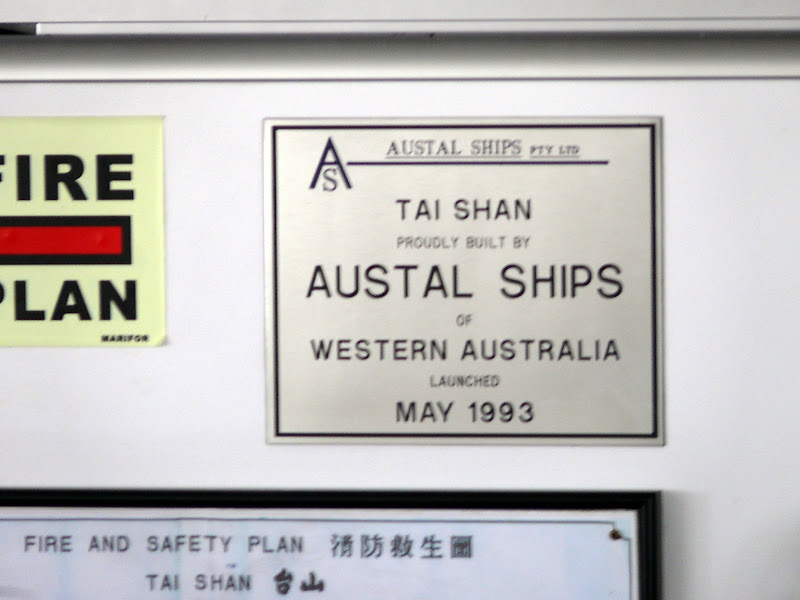 FIRE
PLAN
MARIFOR
AS
AUSTAL SHIPS PTY LTD
TAI SHAN
PROUDLY BUILT BY
AUSTAL SHIPS
OF
WESTERN AUSTRALIA
LAUNCHED
MAY 1993
FIRE AND SAFETY PLAN 消防救生圖
TAI SHAN 台山